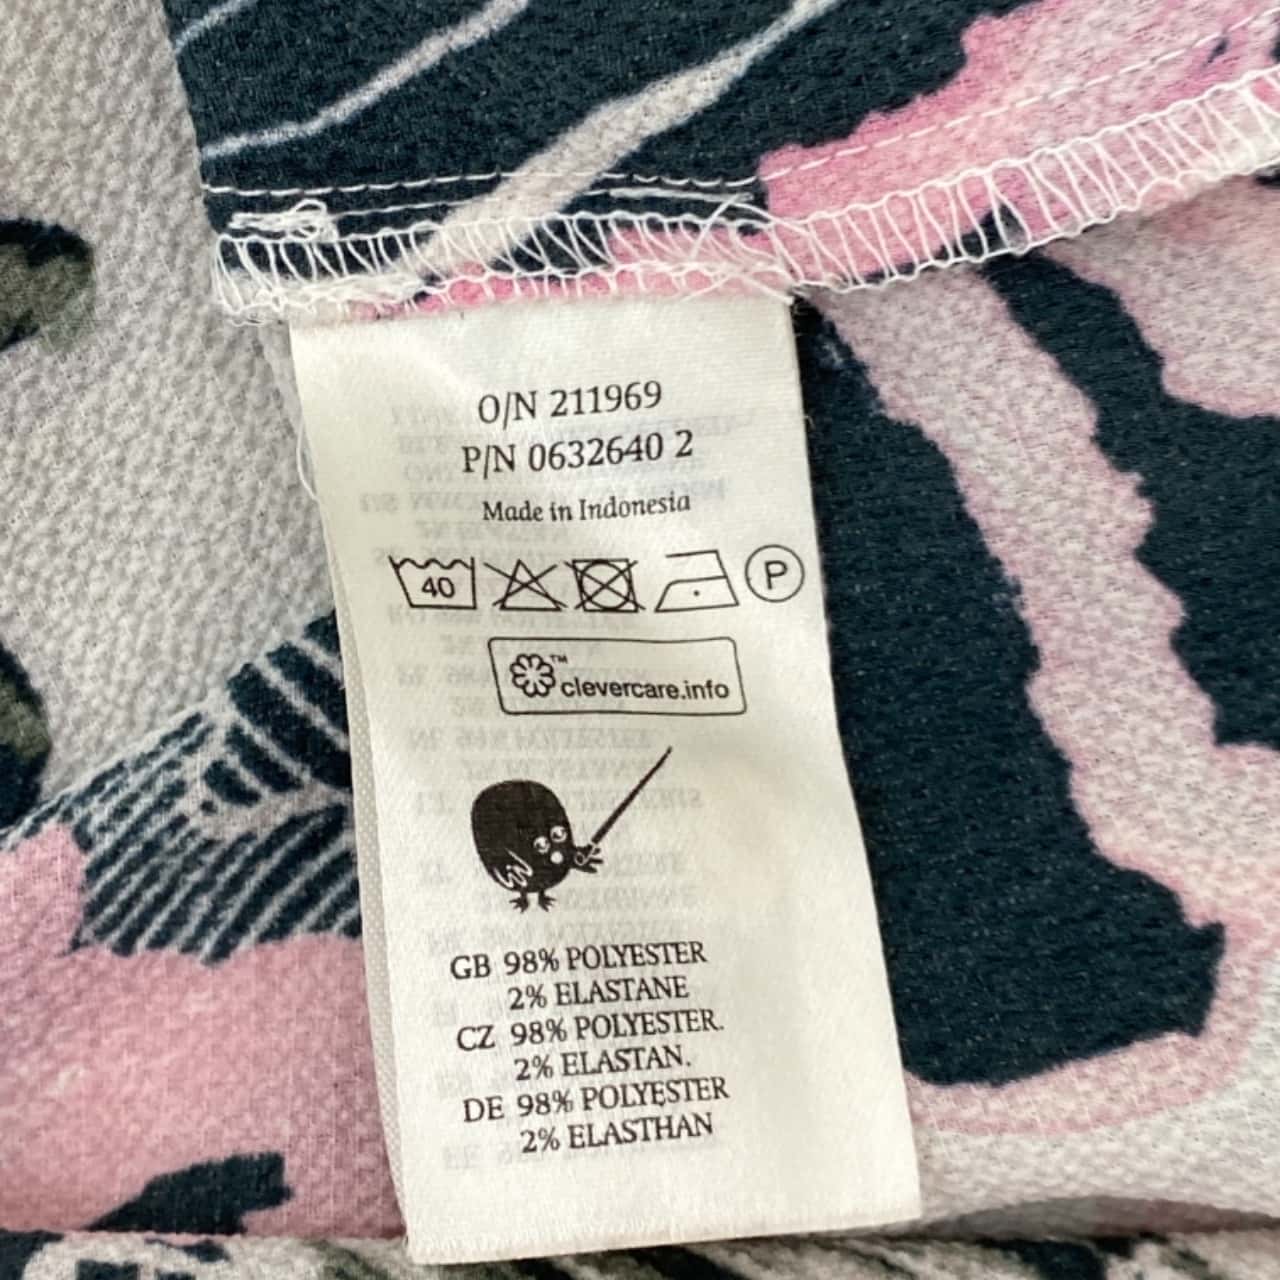 O/N 211969
P/N 0632640 2
Made in Indonesia
40 P
™
clevercare.info
GB 98% POLYESTER
2% ELASTANE
CZ 98% POLYESTER.
2% ELASTAN.
DE 98% POLYESTER
2% ELASTHAN